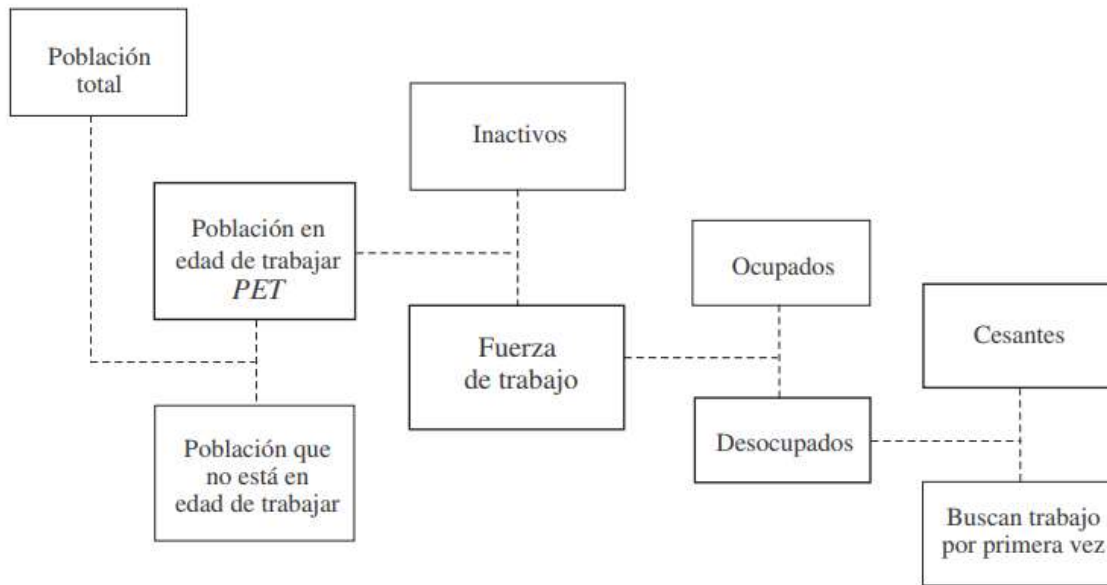 Población
total
Inactivos
Población en
edad de trabajar
PET
Ocupados
Fuerza
de trabajo
Cesantes
Población que
no está en
edad de trabajar
Desocupados
Buscan trabajo
por primera vez